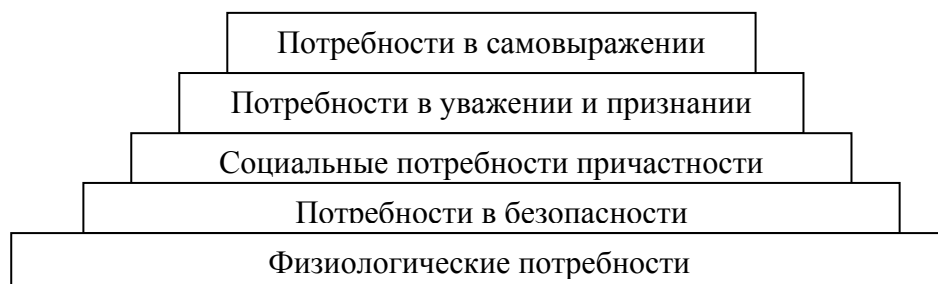 Потребности в самовыражении
Потребности в уважении и признании
Социальные потребности причастности
Потребности в безопасности
Физиологические потребности